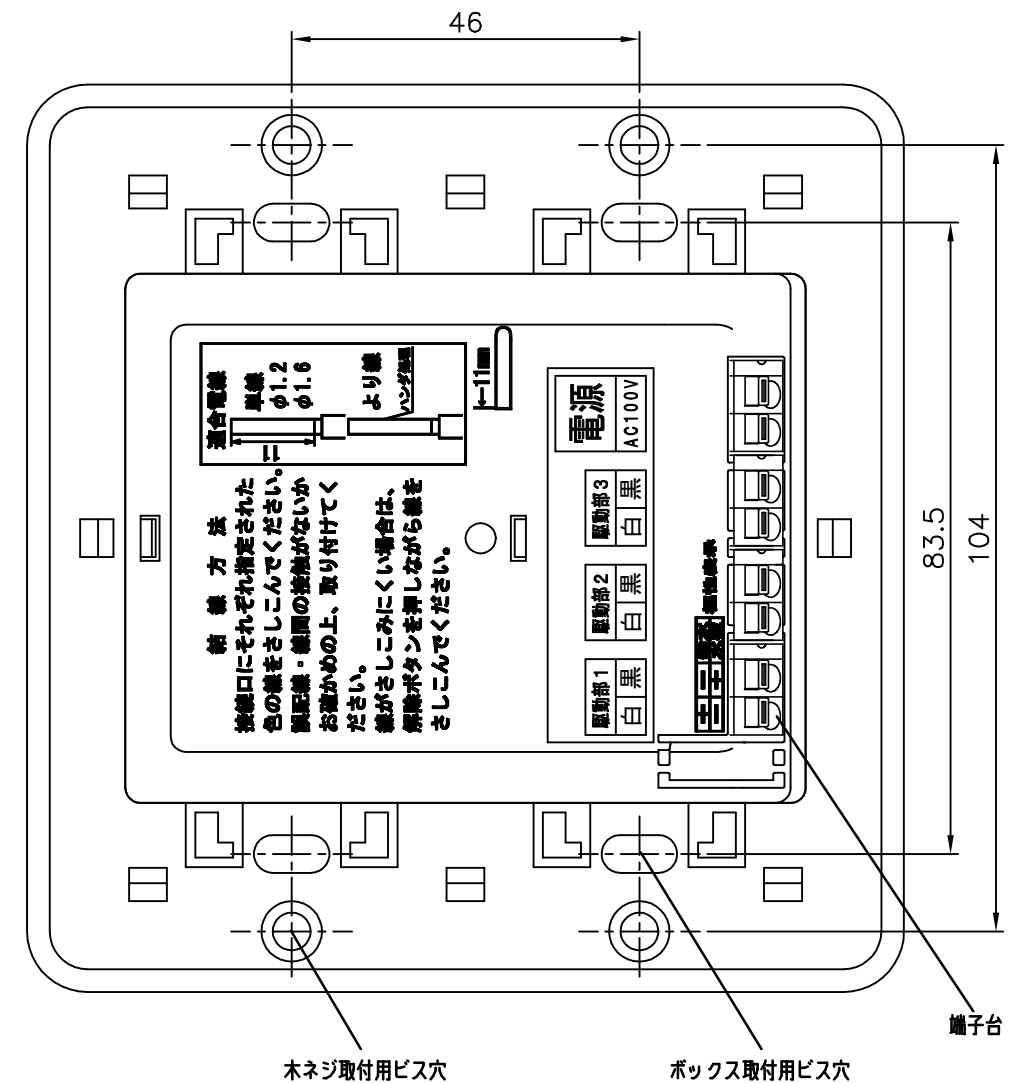 46
適合電線
単線
φ1.2
φ1.6
より線
ハンダ処理
11
11mm
結線方法
接続口にそれぞれ指定された
色の線をさしこんでください。
誤配線・線間の接触がないか
お確かめの上、取り付けてく
ださい。
線がさしこみにくい場合は、
解除ボタンを押しながら線を
さしこんでください。
電源
AC100V
駆動部3
白 黒
駆動部2
白 黒
駆動部1
白 黒
極性表示
83.5
104
端子台
木ネジ取付用ビス穴
ボックス取付用ビス穴